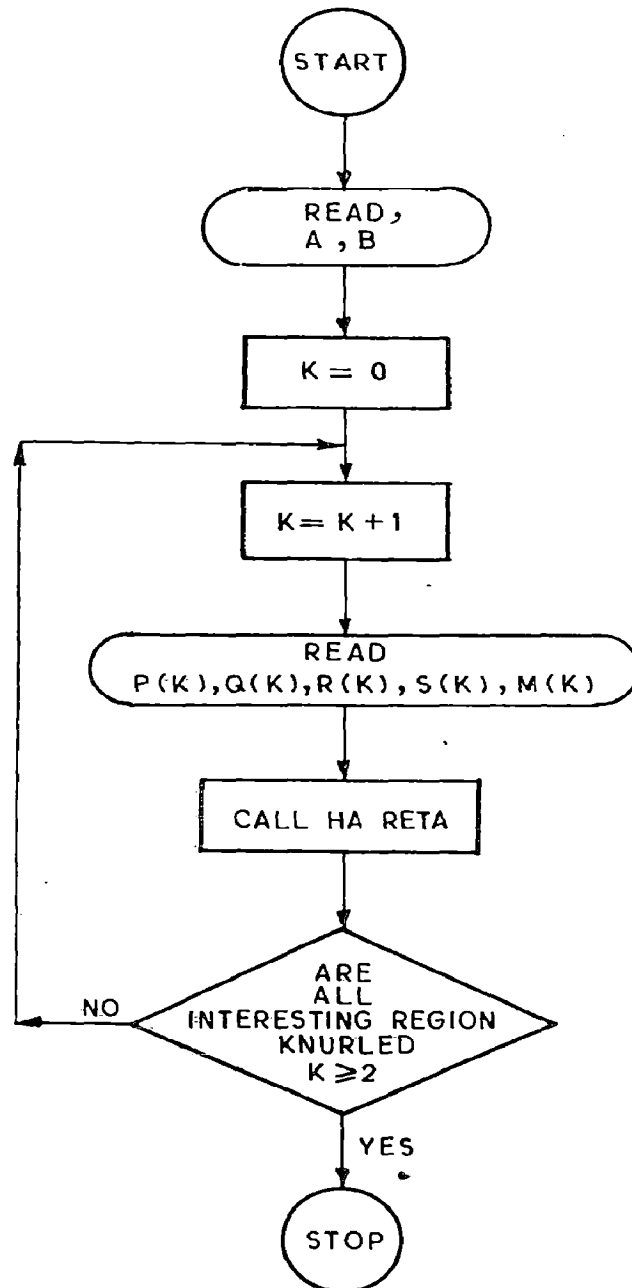 START
READ,
A , B
K = 0
K = K + 1
READ
P(K),Q(K),R(K),S(K),M(K)
CALL HA RETA
ARE
ALL
INTERESTING REGION
KNURLED
K ⩾ 2
NO
YES
STOP